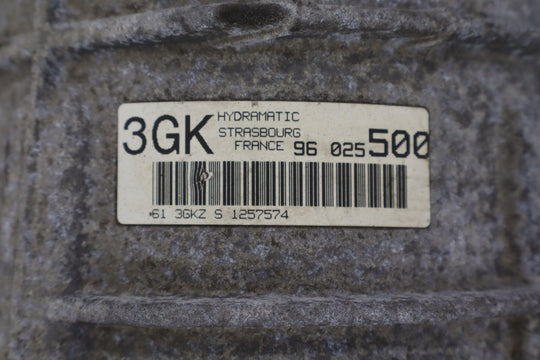 3GK HYDRAMATIC
STRASBOURG
FRANCE 96 025 500
*61 3GKZ S 1257574